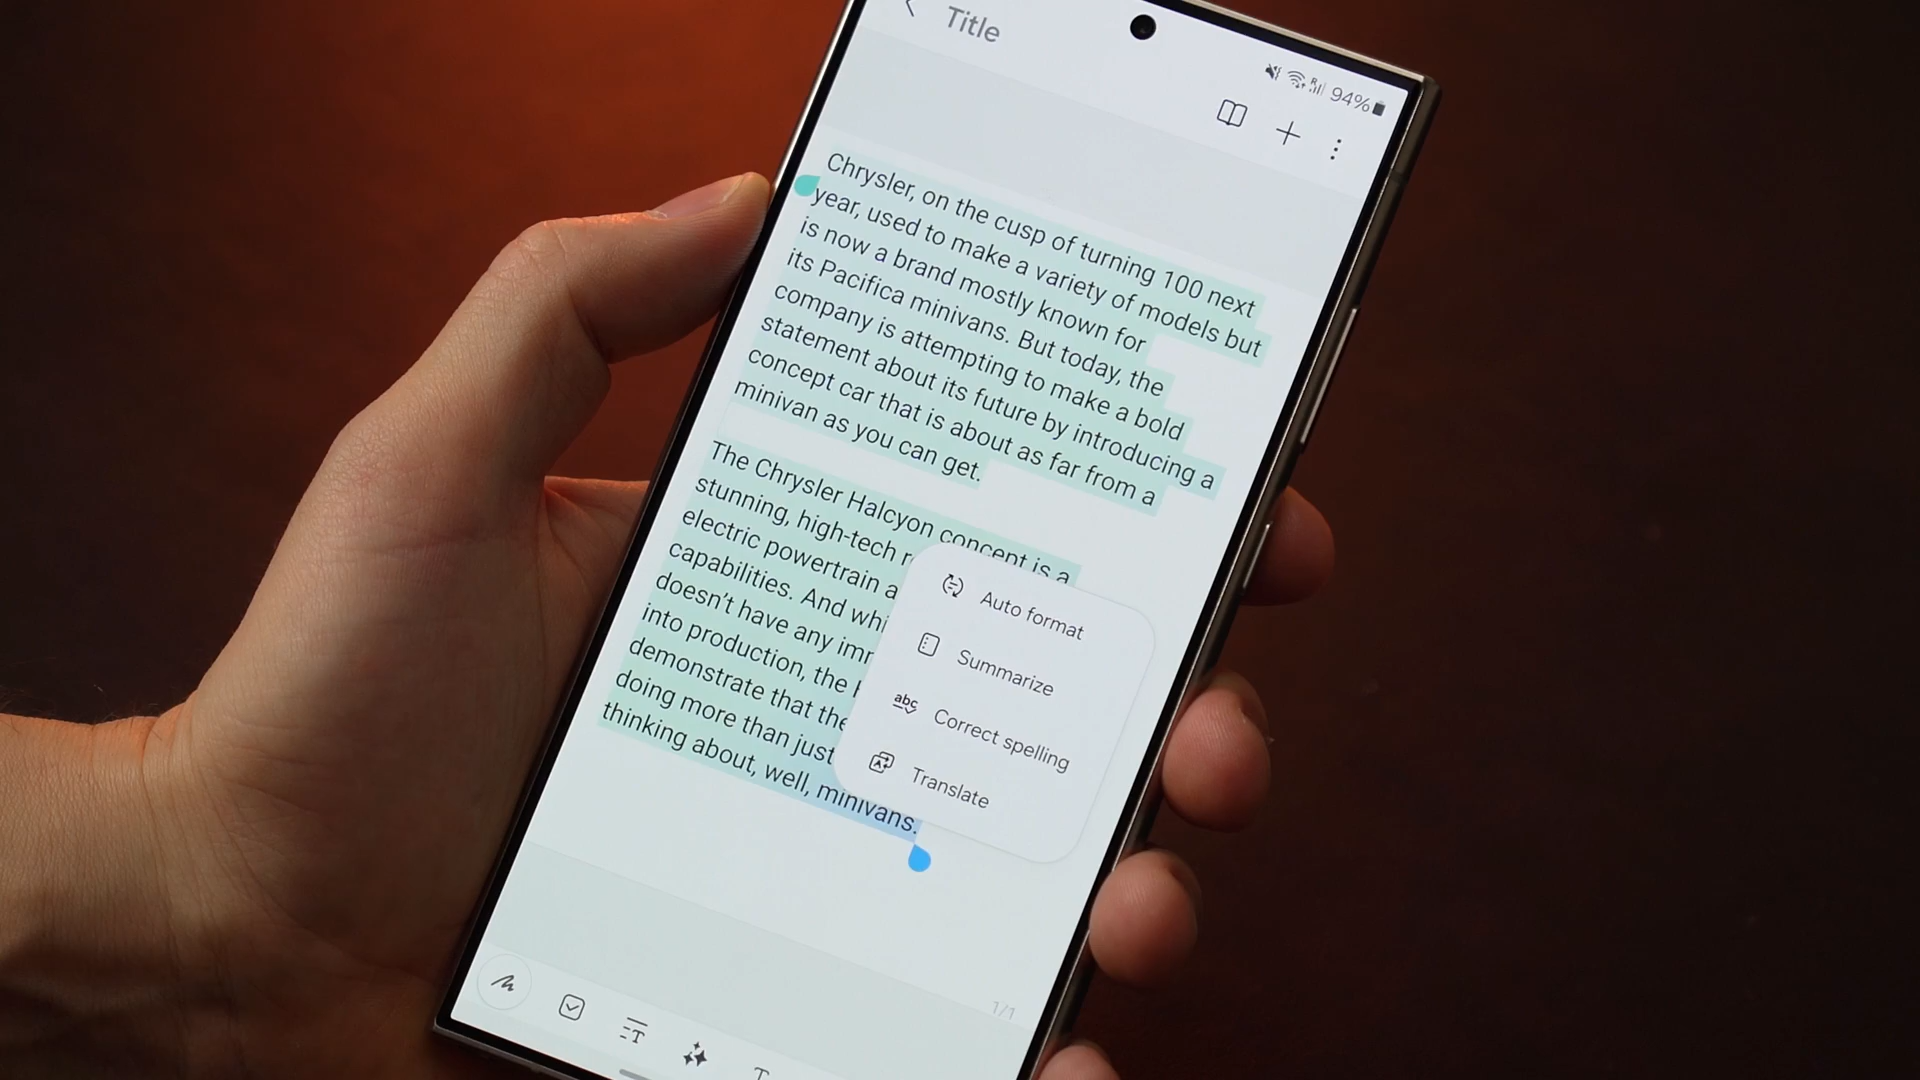 Title
94%
Chrysler, on the cusp of turning 100 next
year, used to make a variety of models but
is now a brand mostly known for
its Pacifica minivans. But today, the
company is attempting to make a bold
statement about its future by introducing a
concept car that is about as far from a
minivan as you can get.
The Chrysler Halcyon concept is a
stunning, high-tech
electric powertrain
capabilities. And
doesn’t have any
into production, the
demonstrate that the
doing more than just
thinking about, well, minivans.
Auto format
Summarize
abc Correct spelling
Translate
1/1